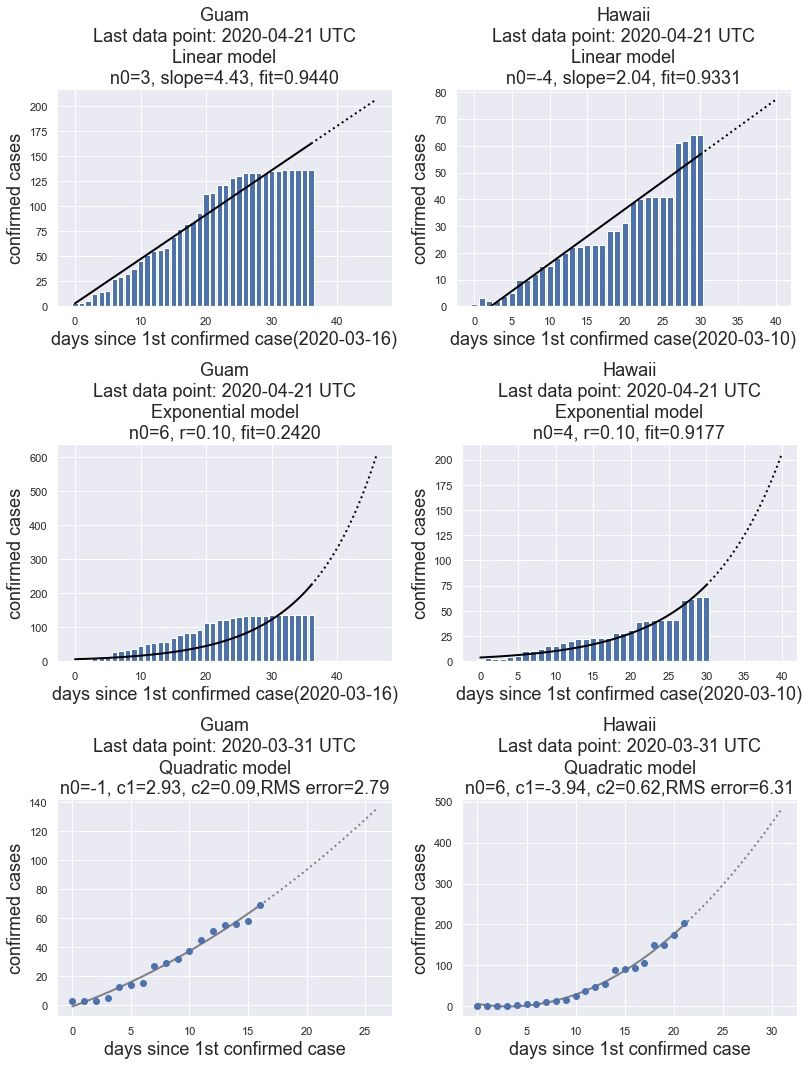 Guam
Last data point: 2020-04-21 UTC
Linear model
n0=3, slope=4.43, fit=0.9440
confirmed cases
200
175
150
125
100
75
50
25
0
0 10 20 30 40
days since 1st confirmed case(2020-03-16)
Hawaii
Last data point: 2020-04-21 UTC
Linear model
n0=-4, slope=2.04, fit=0.9331
confirmed cases
80
70
60
50
40
30
20
10
0
0 5 10 15 20 25 30 35 40
days since 1st confirmed case(2020-03-10)
Guam
Last data point: 2020-04-21 UTC
Exponential model
n0=6, r=0.10, fit=0.2420
confirmed cases
600
500
400
300
200
100
0
0 10 20 30 40
days since 1st confirmed case(2020-03-16)
Hawaii
Last data point: 2020-04-21 UTC
Exponential model
n0=4, r=0.10, fit=0.9177
confirmed cases
200
175
150
125
100
75
50
25
0
0 5 10 15 20 25 30 35 40
days since 1st confirmed case(2020-03-10)
Guam
Last data point: 2020-03-31 UTC
Quadratic model
n0=-1, c1=2.93, c2=0.09,RMS error=2.79
confirmed cases
140
120
100
80
60
40
20
0
0 5 10 15 20 25
days since 1st confirmed case
Hawaii
Last data point: 2020-03-31 UTC
Quadratic model
n0=6, c1=-3.94, c2=0.62,RMS error=6.31
confirmed cases
500
400
300
200
100
0
0 5 10 15 20 25 30
days since 1st confirmed case